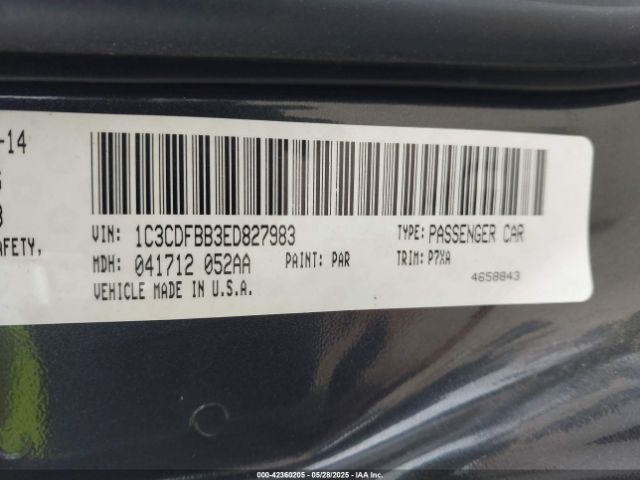 -14
AFETY,
VIN: 1C3CDFBB3ED827983 TYPE: PASSENGER CAR
MDH: 041712 052AA PAINT: PAR TRIM: P7XA
VEHICLE MADE IN U.S.A. 4658843
000-42360205 05/28/2025 IAA Inc.